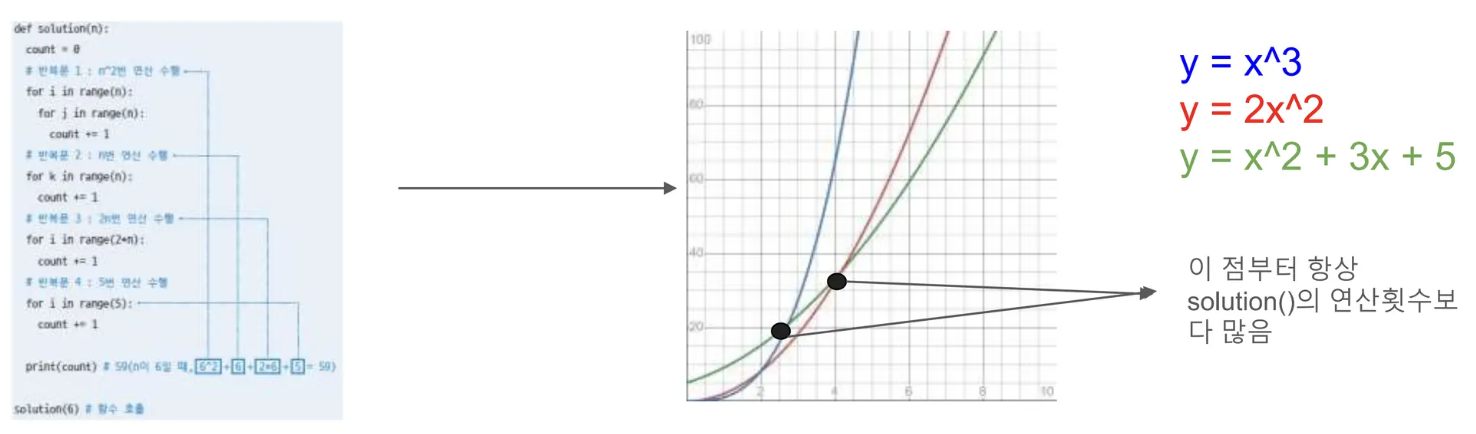 def solution(n):
count = 0
# 반복문 1 : n^2번 연산 수행
for i in range(n):
for j in range(n):
count += 1
# 반복문 2 : n번 연산 수행
for k in range(n):
count += 1
# 반복문 3 : 2n번 연산 수행
for i in range(2*n):
count += 1
# 반복문 4 : 5번 연산 수행
for i in range(5):
count += 1
print(count) # 59(n이 6일 때, 6^2 + 6 + 2*6 + 5 = 59)
solution(6) # 함수 호출
100
80
60
40
20
2 4 6 8 10
y = x^3
y = 2x^2
y = x^2 + 3x + 5
이 점부터 항상
solution()의 연산횟수보
다 많음